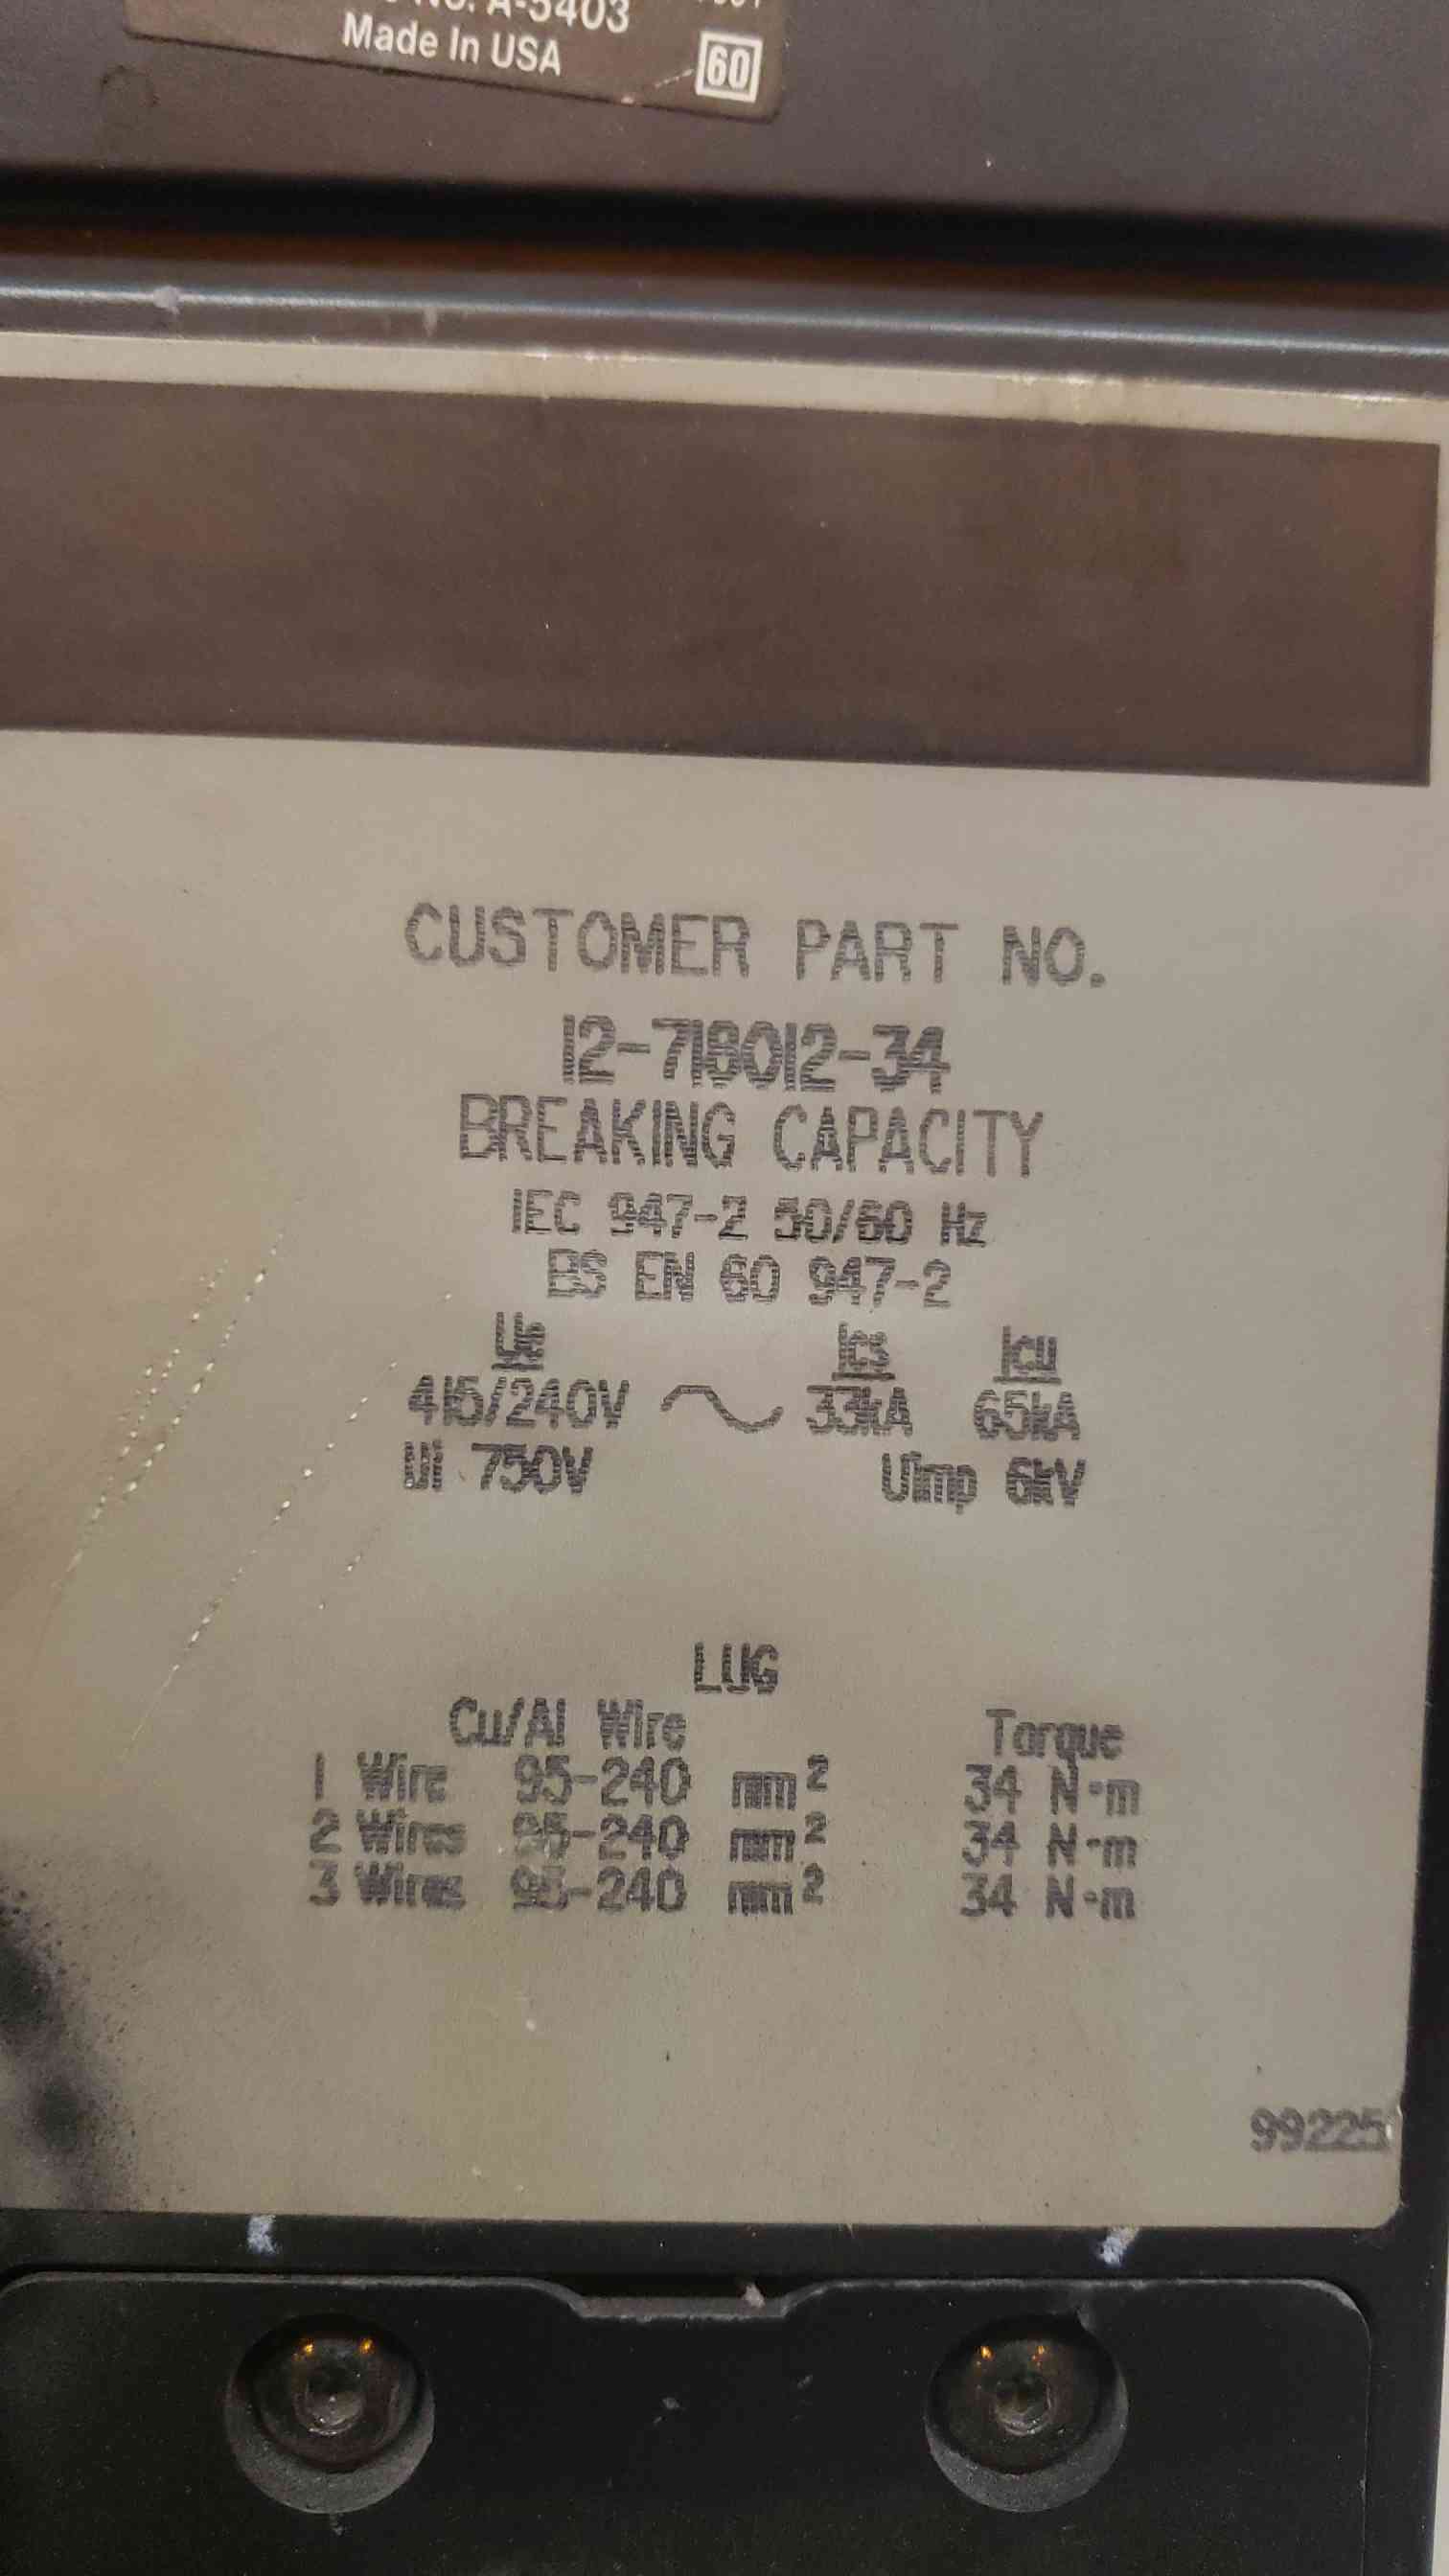 NO. A-5403
Made In USA
60
CUSTOMER PART NO.
12-718012-34
BREAKING CAPACITY
IEC 947-2 50/60 Hz
BS EN 60 947-2
Ue Ics Icu
415/240V 33kA 65kA
Ui 750V Uimp 6kV
LUG
Cu/Al Wire Torque
1 Wire 95-240 mm² 34 N·m
2 Wires 95-240 mm² 34 N·m
3 Wires 95-240 mm² 34 N·m
99225